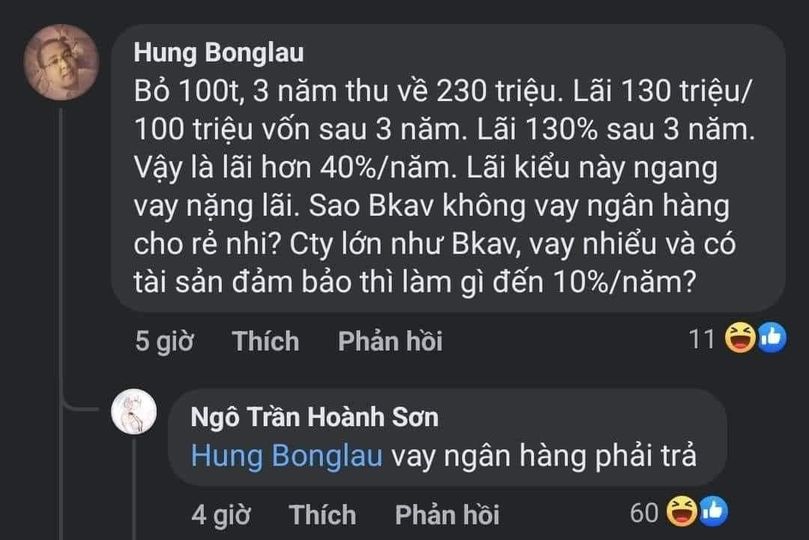 Hung Bonglau
Bỏ 100t, 3 năm thu về 230 triệu. Lãi 130 triệu/
100 triệu vốn sau 3 năm. Lãi 130% sau 3 năm.
Vậy là lãi hơn 40%/năm. Lãi kiểu này ngang
vay nặng lãi. Sao Bkav không vay ngân hàng
cho rẻ nhi? Cty lớn như Bkav, vay nhiểu và có
tài sản đảm bảo thì làm gì đến 10%/năm?
5 giờ Thích Phản hồi 11
Ngô Trần Hoành Sơn
Hung Bonglau vay ngân hàng phải trả
4 giờ Thích Phản hồi 60